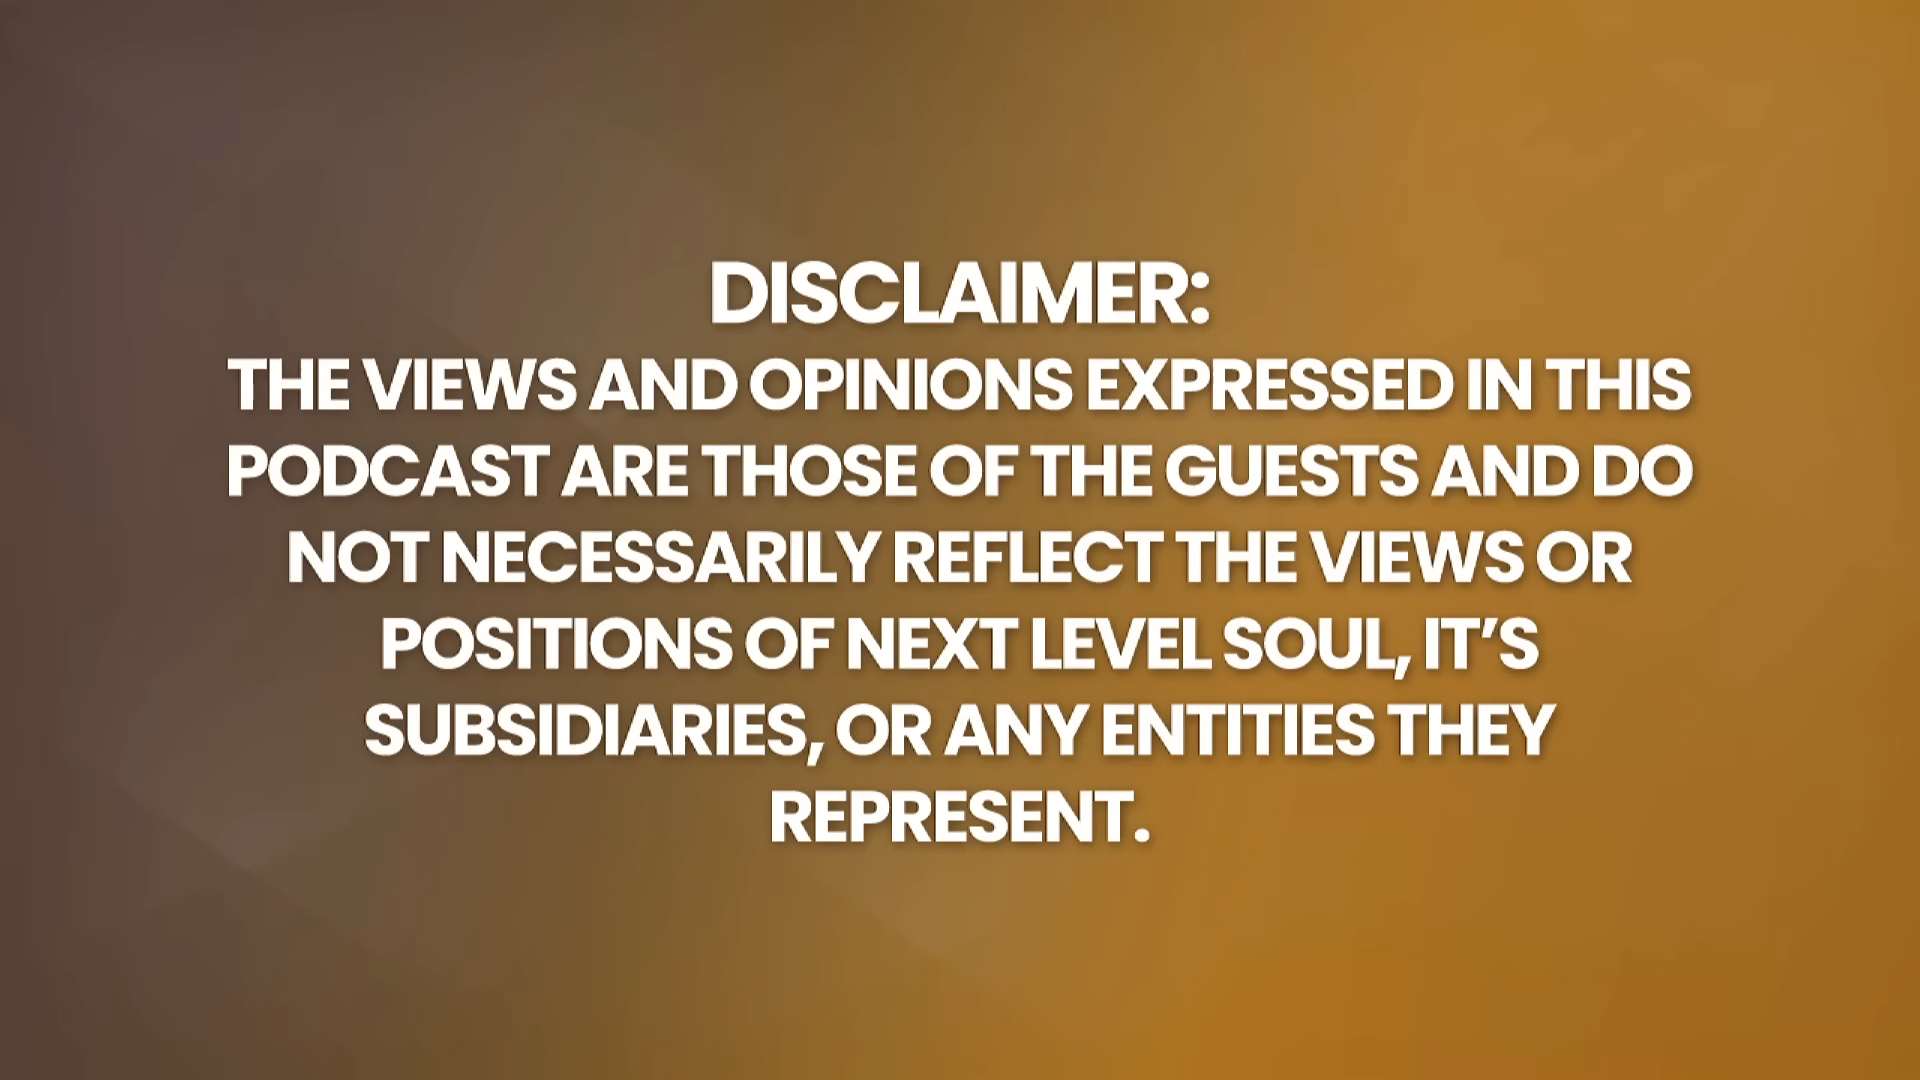 DISCLAIMER:
THE VIEWS AND OPINIONS EXPRESSED IN THIS
PODCAST ARE THOSE OF THE GUESTS AND DO
NOT NECESSARILY REFLECT THE VIEWS OR
POSITIONS OF NEXT LEVEL SOUL, IT’S
SUBSIDIARIES, OR ANY ENTITIES THEY
REPRESENT.